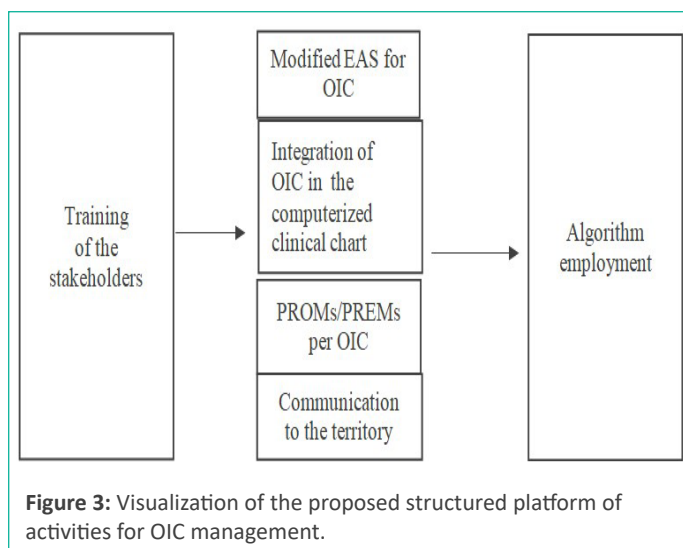 Training
of the
stakeholders
Modified EAS for
OIC
Integration of
OIC in the
computerized
clinical chart
PROMs/PREMs
per OIC
Communication
to the territory
Algorithm
employment
Figure 3: Visualization of the proposed structured platform of
activities for OIC management.